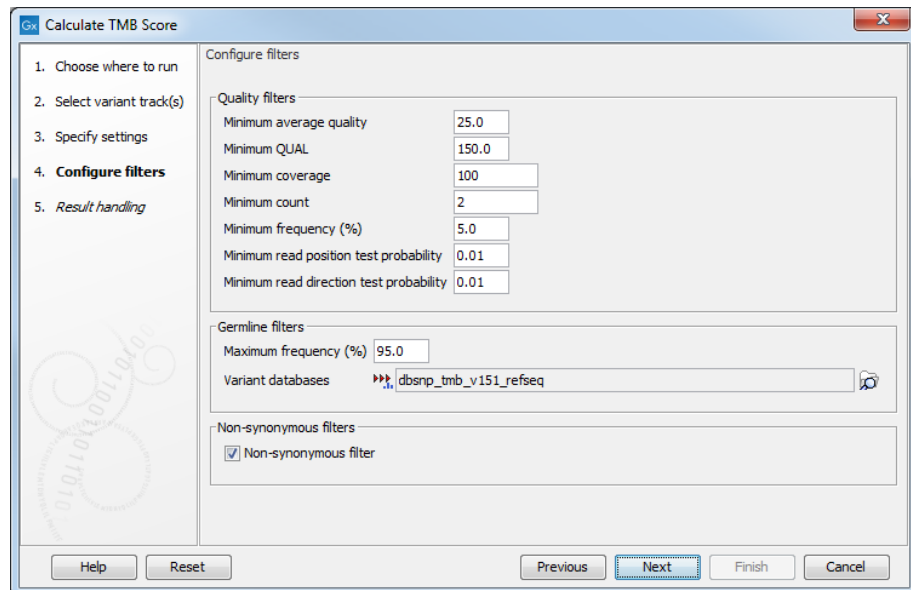 Gx Calculate TMB Score
1. Choose where to run
2. Select variant track(s)
3. Specify settings
4. Configure filters
5. Result handling
Configure filters
Quality filters
Minimum average quality 25.0
Minimum QUAL 150.0
Minimum coverage 100
Minimum count 2
Minimum frequency (%) 5.0
Minimum read position test probability 0.01
Minimum read direction test probability 0.01
Germline filters
Maximum frequency (%) 95.0
Variant databases dbsnp_tmb_v151_refseq
Non-synonymous filters
Non-synonymous filter
Help Reset Previous Next Finish Cancel